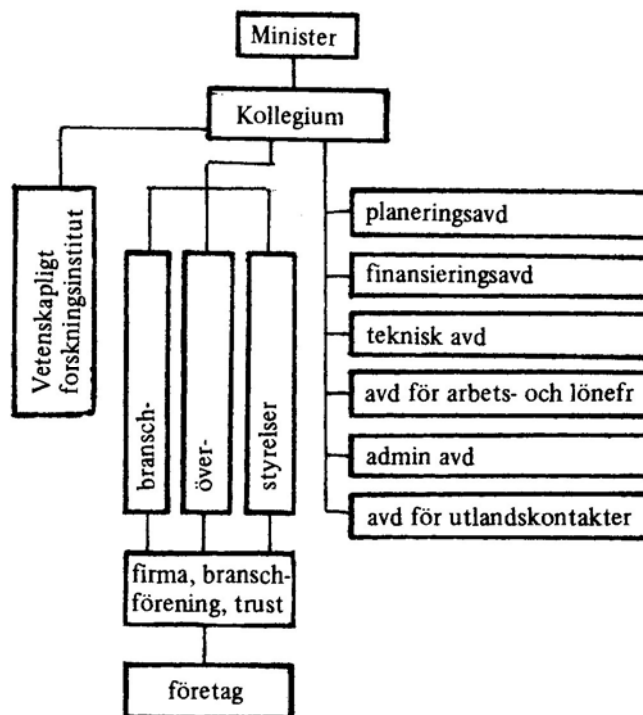 Minister
Kollegium
Vetenskapligt
forskningsinstitut
bransch-
över-
styrelser
planeringsavd
finansieringsavd
teknisk avd
avd för arbets- och lönefr
admin avd
avd för utlandskontakter
firma, bransch-
förening, trust
företag